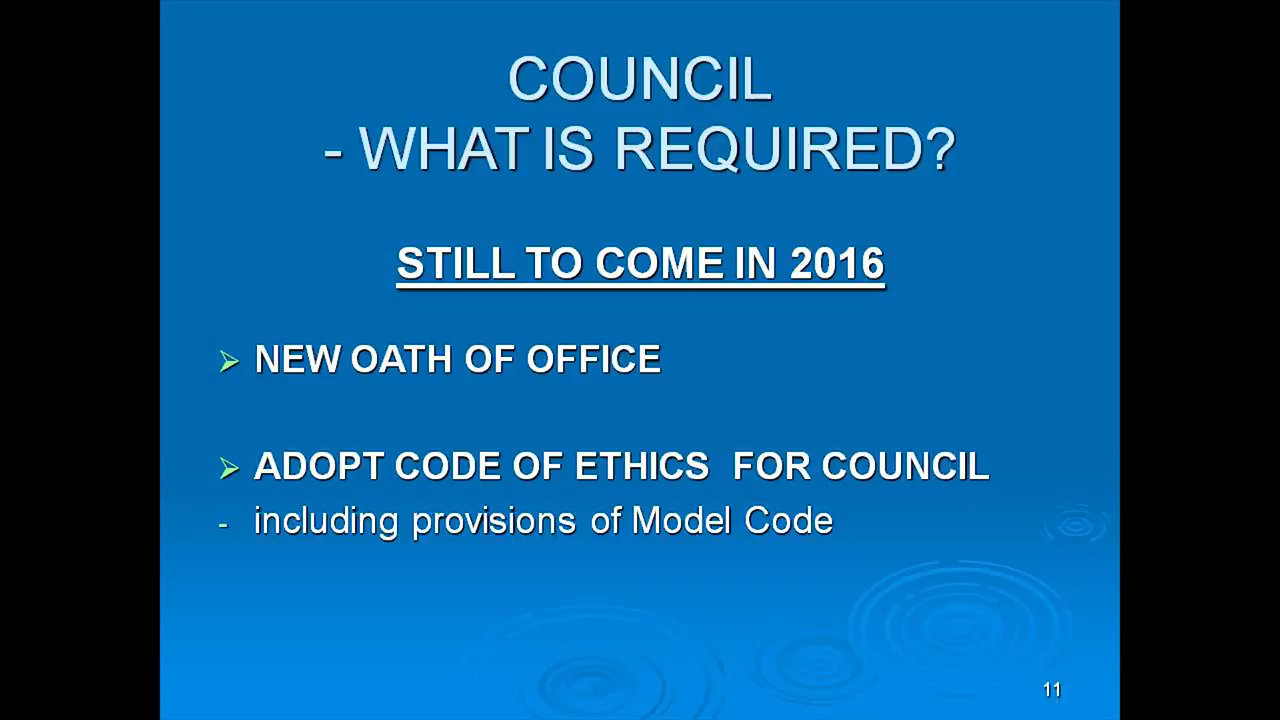 COUNCIL
- WHAT IS REQUIRED?
STILL TO COME IN 2016
➢ NEW OATH OF OFFICE
➢ ADOPT CODE OF ETHICS  FOR COUNCIL
- including provisions of Model Code
11